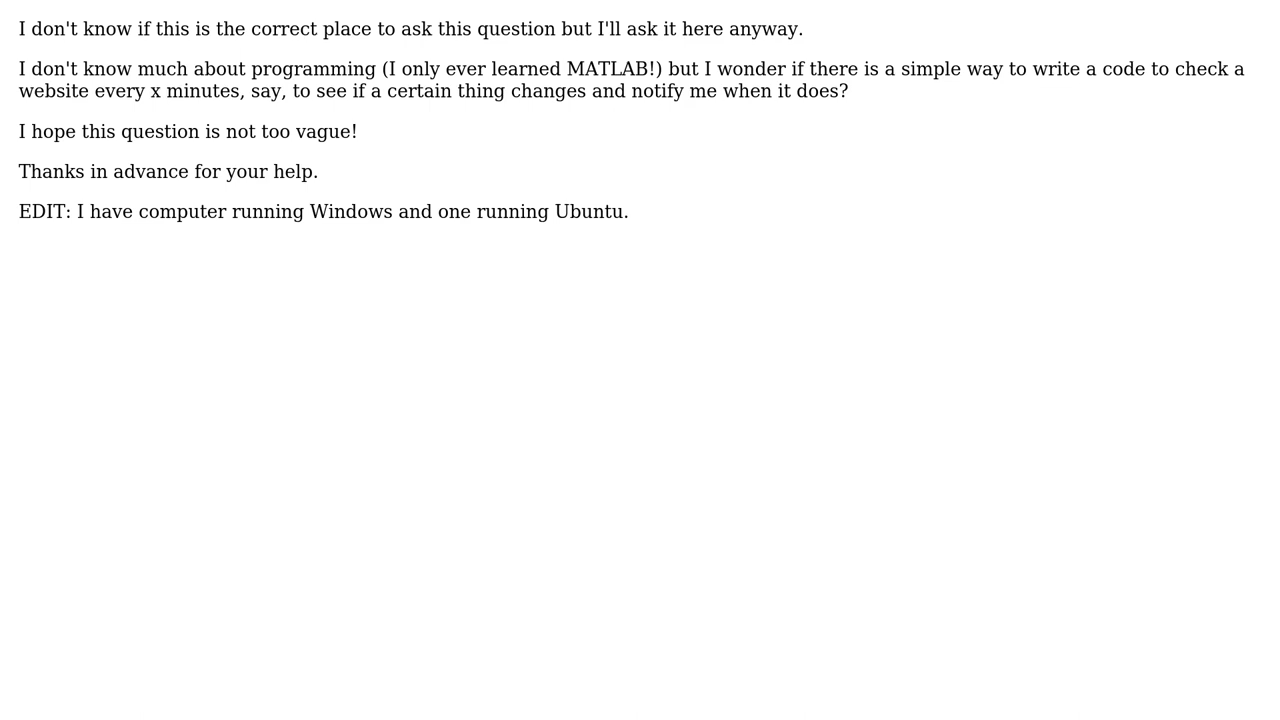 I don't know if this is the correct place to ask this question but I'll ask it here anyway.
I don't know much about programming (I only ever learned MATLAB!) but I wonder if there is a simple way to write a code to check a
website every x minutes, say, to see if a certain thing changes and notify me when it does?
I hope this question is not too vague!
Thanks in advance for your help.
EDIT: I have computer running Windows and one running Ubuntu.